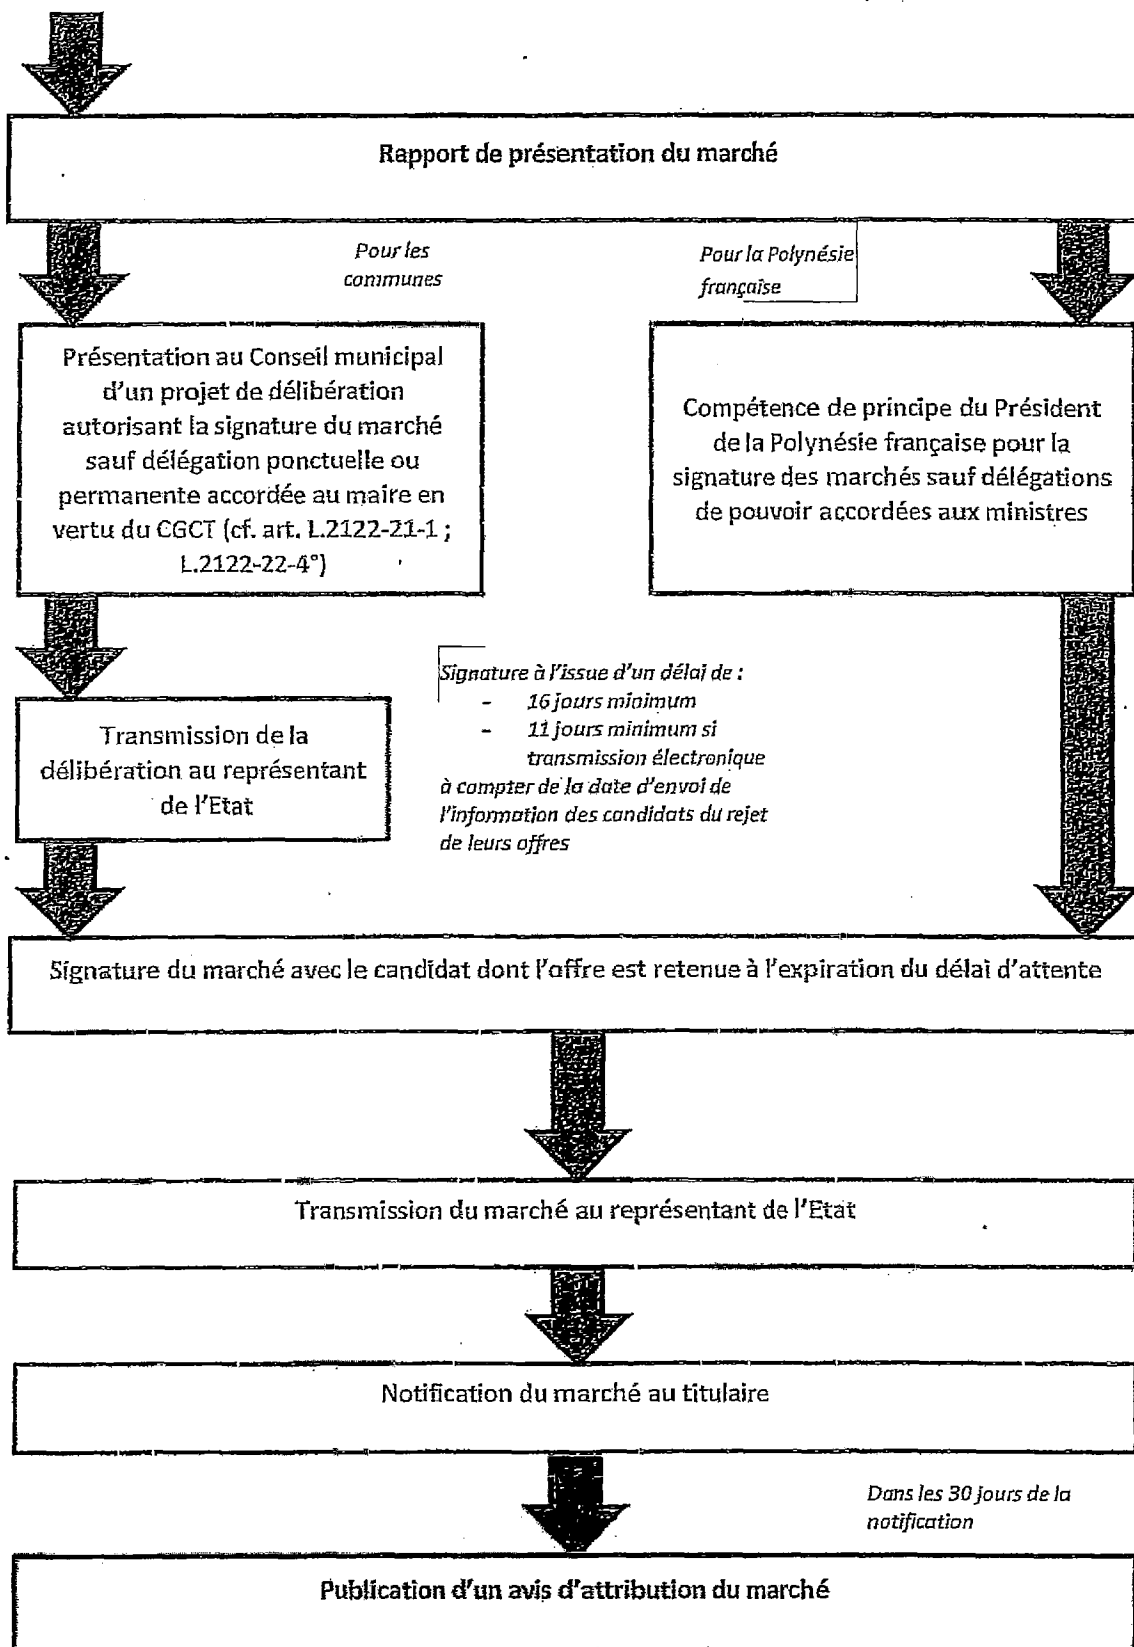 Rapport de présentation du marché
Pour les
communes
Pour la Polynésie
française
Présentation au Conseil municipal
d'un projet de délibération
autorisant la signature du marché
sauf délégation ponctuelle ou
permanente accordée au maire en
vertu du CGCT (cf. art. L.2122-21-1 ;
L.2122-22-4°)
Compétence de principe du Président
de la Polynésie française pour la
signature des marchés sauf délégations
de pouvoir accordées aux ministres
Transmission de la
délibération au représentant
de l'Etat
Signature à l'issue d'un délai de :
- 16 jours minimum
- 11 jours minimum si
transmission électronique
à compter de la date d'envoi de
l'information des candidats du rejet
de leurs offres
Signature du marché avec le candidat dont l'offre est retenue à l'expiration du délai d'attente
Transmission du marché au représentant de l'Etat
Notification du marché au titulaire
Dans les 30 jours de la
notification
Publication d'un avis d'attribution du marché